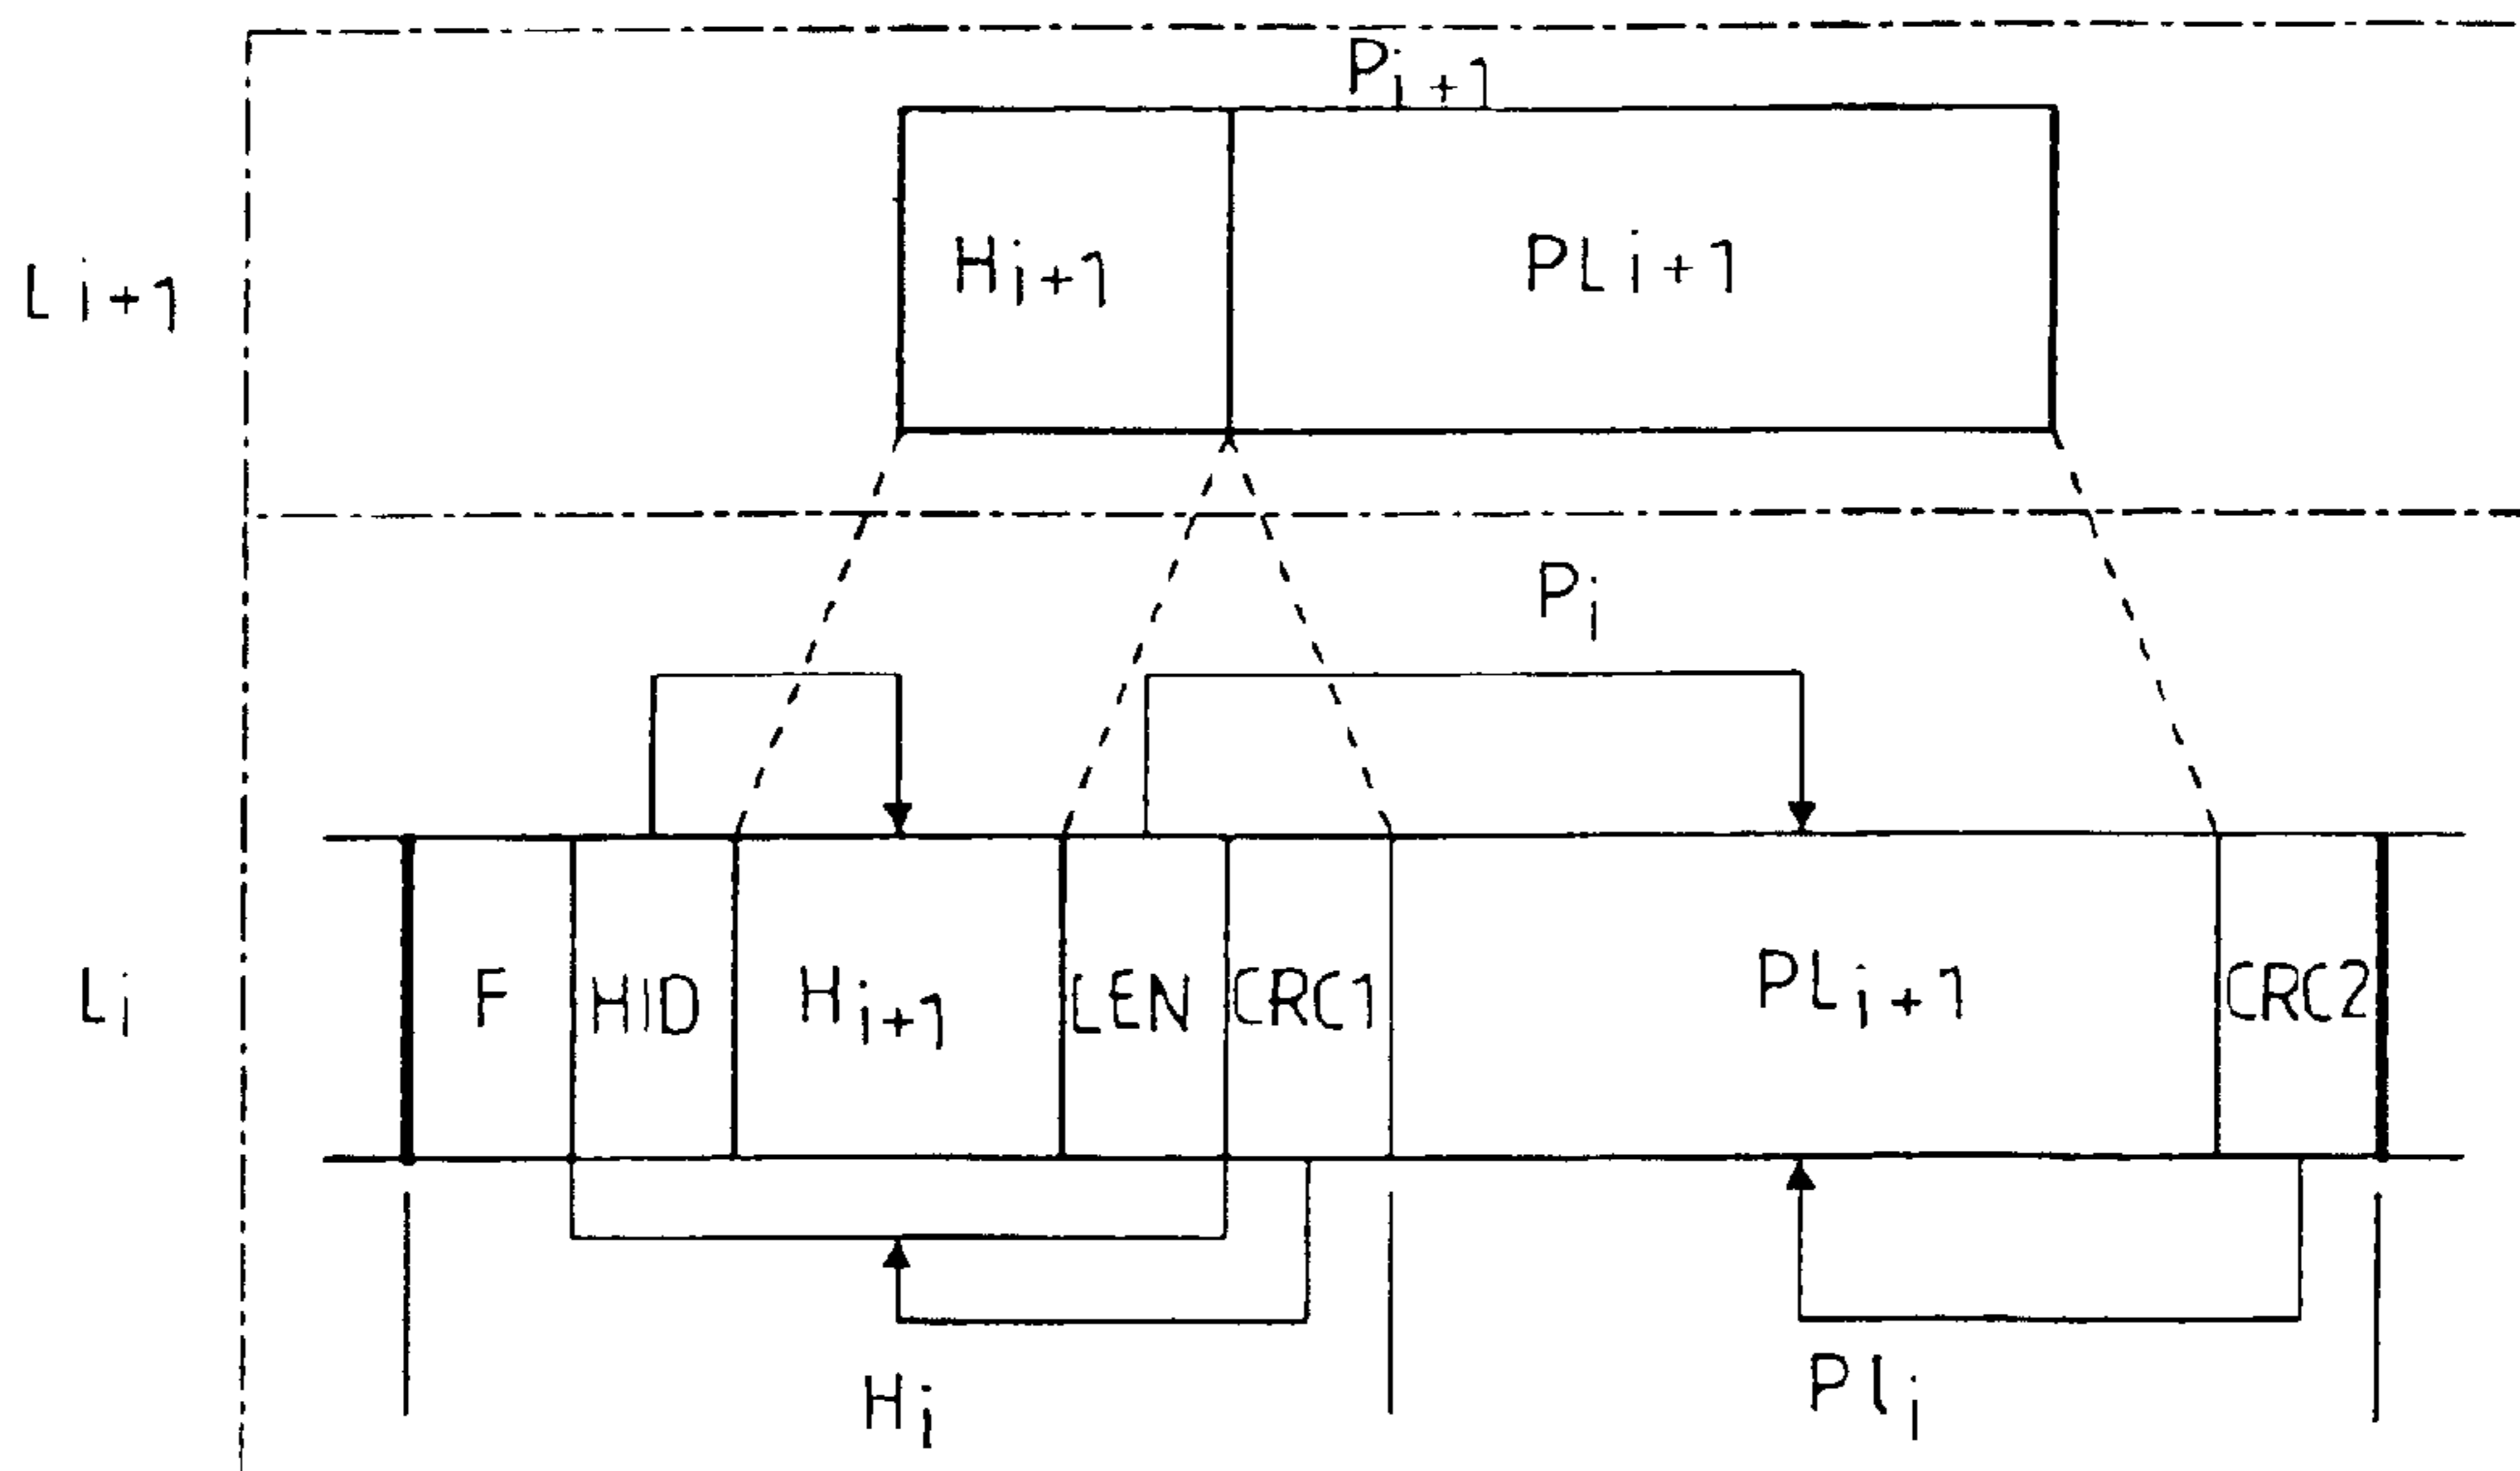 Pi+1
Li+1 Hi+1 PLi+1
Pi
Li F HID Hi+1 LEN CRC1 PLi+1 CRC2
Hi Pli